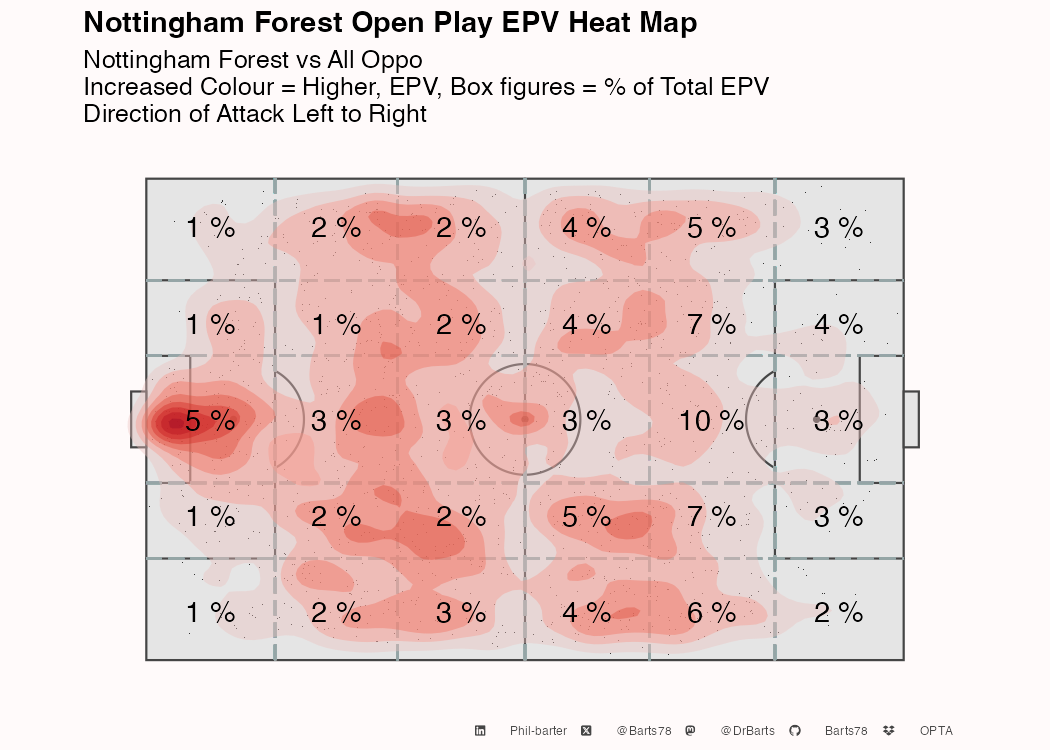 Nottingham Forest Open Play EPV Heat Map
Nottingham Forest vs All Oppo
Increased Colour = Higher, EPV, Box figures = % of Total EPV
Direction of Attack Left to Right
1 % 2 % 2 % 4 % 5 % 3 %
1 % 1 % 2 % 4 % 7 % 4 %
5 % 3 % 3 % 3 % 10 % 8 %
1 % 2 % 2 % 5 % 7 % 3 %
1 % 2 % 3 % 4 % 6 % 2 %
Phil-barter @Barts78 @DrBarts Barts78 OPTA